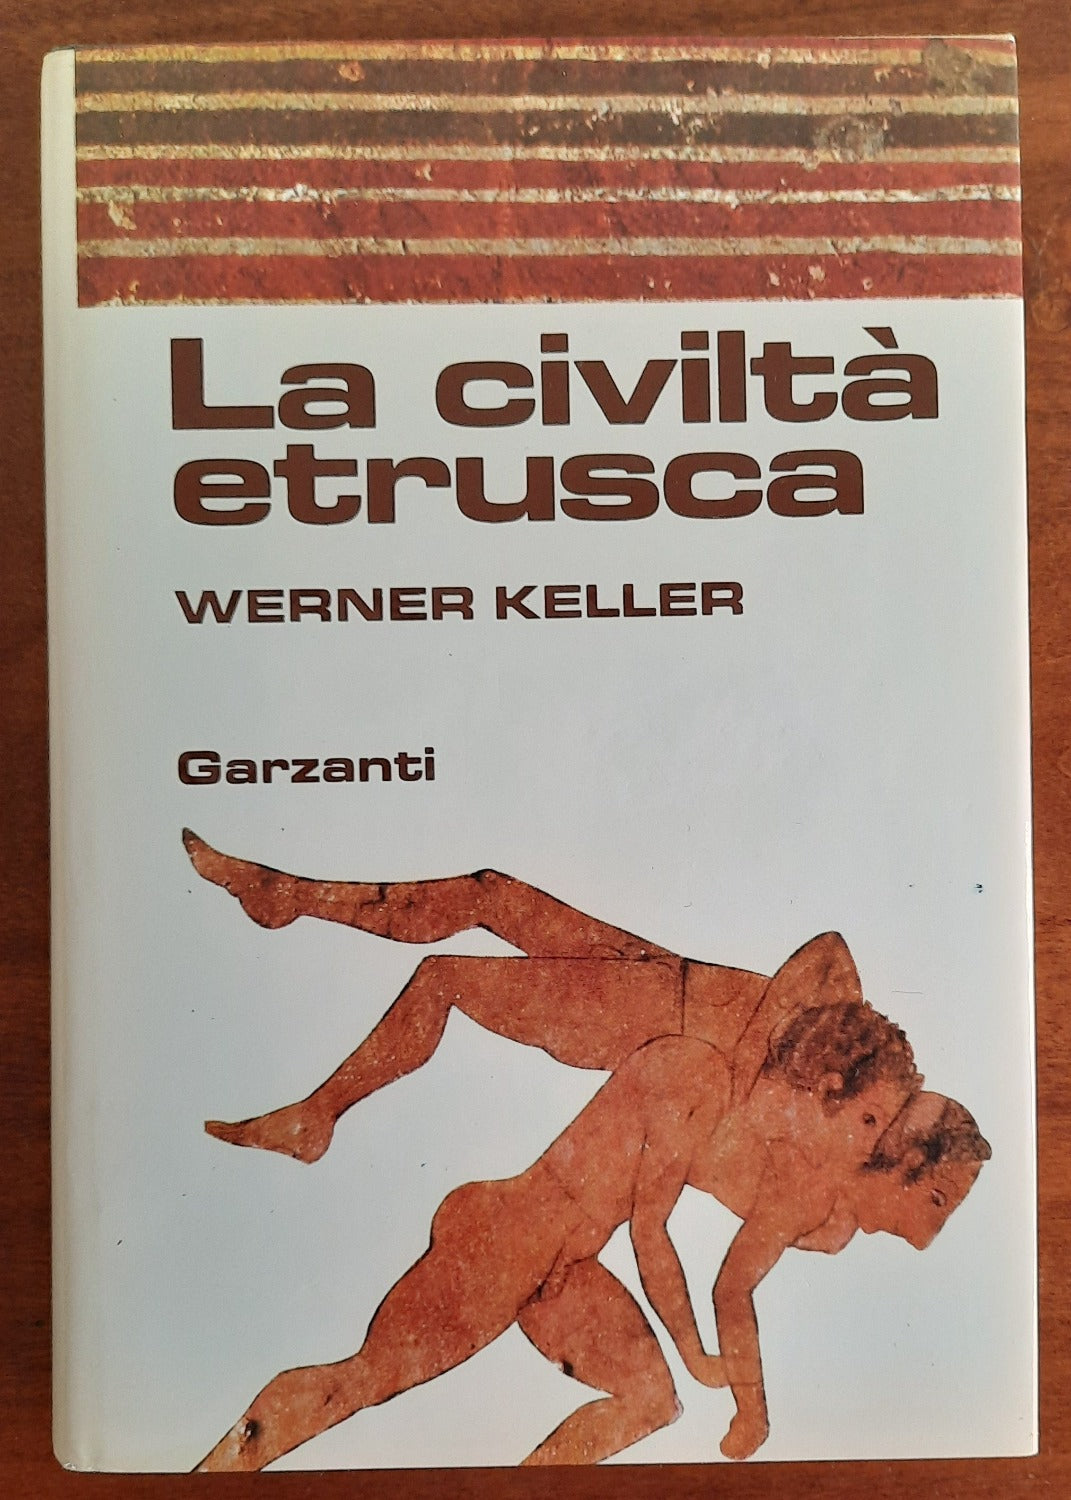 La civiltà
etrusca
WERNER KELLER
Garzanti